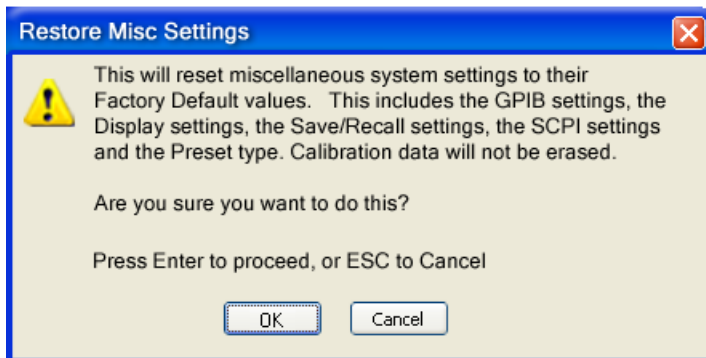 Restore Misc Settings
This will reset miscellaneous system settings to their
Factory Default values.   This includes the GPIB settings, the
Display settings, the Save/Recall settings, the SCPI settings
and the Preset type. Calibration data will not be erased.
Are you sure you want to do this?
Press Enter to proceed, or ESC to Cancel
OK
Cancel